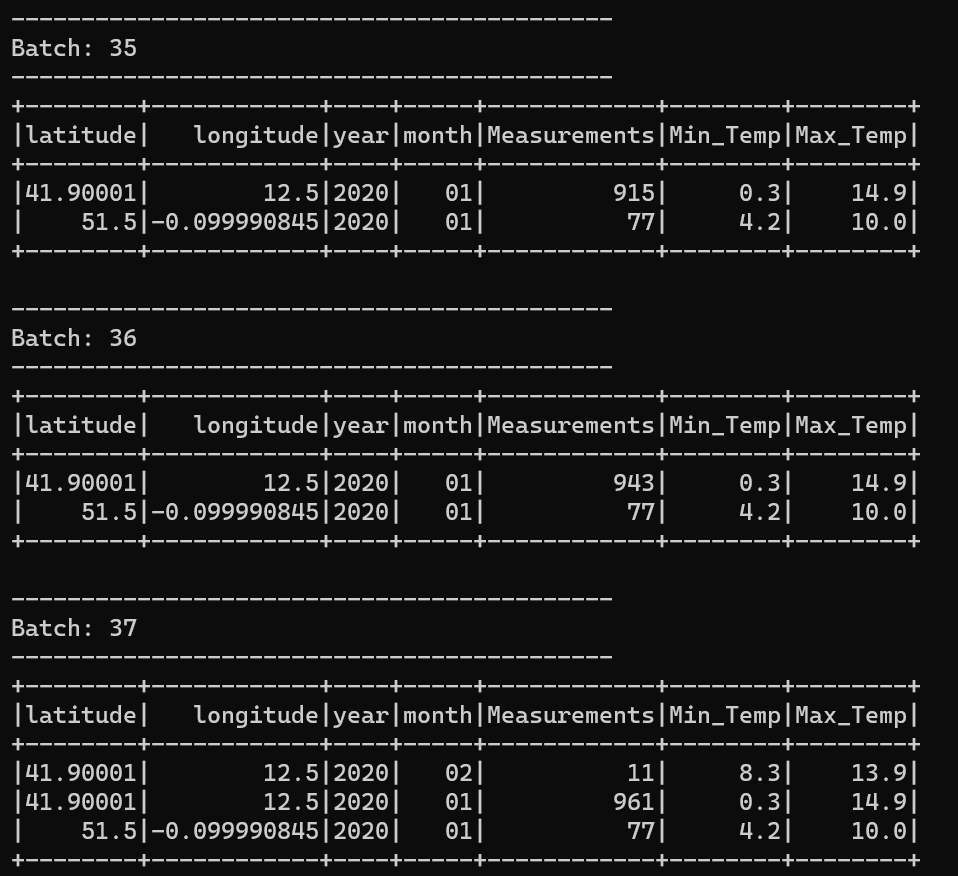 -------------------------------------------
Batch: 35
-------------------------------------------
+--------+------------+----+-----+------------+--------+--------+
|latitude|   longitude|year|month|Measurements|Min_Temp|Max_Temp|
+--------+------------+----+-----+------------+--------+--------+
|41.90001|        12.5|2020|   01|         915|     0.3|    14.9|
|    51.5|-0.099990845|2020|   01|          77|     4.2|    10.0|
+--------+------------+----+-----+------------+--------+--------+

-------------------------------------------
Batch: 36
-------------------------------------------
+--------+------------+----+-----+------------+--------+--------+
|latitude|   longitude|year|month|Measurements|Min_Temp|Max_Temp|
+--------+------------+----+-----+------------+--------+--------+
|41.90001|        12.5|2020|   01|         943|     0.3|    14.9|
|    51.5|-0.099990845|2020|   01|          77|     4.2|    10.0|
+--------+------------+----+-----+------------+--------+--------+

-------------------------------------------
Batch: 37
-------------------------------------------
+--------+------------+----+-----+------------+--------+--------+
|latitude|   longitude|year|month|Measurements|Min_Temp|Max_Temp|
+--------+------------+----+-----+------------+--------+--------+
|41.90001|        12.5|2020|   02|          11|     8.3|    13.9|
|41.90001|        12.5|2020|   01|         961|     0.3|    14.9|
|    51.5|-0.099990845|2020|   01|          77|     4.2|    10.0|
+--------+------------+----+-----+------------+--------+--------+